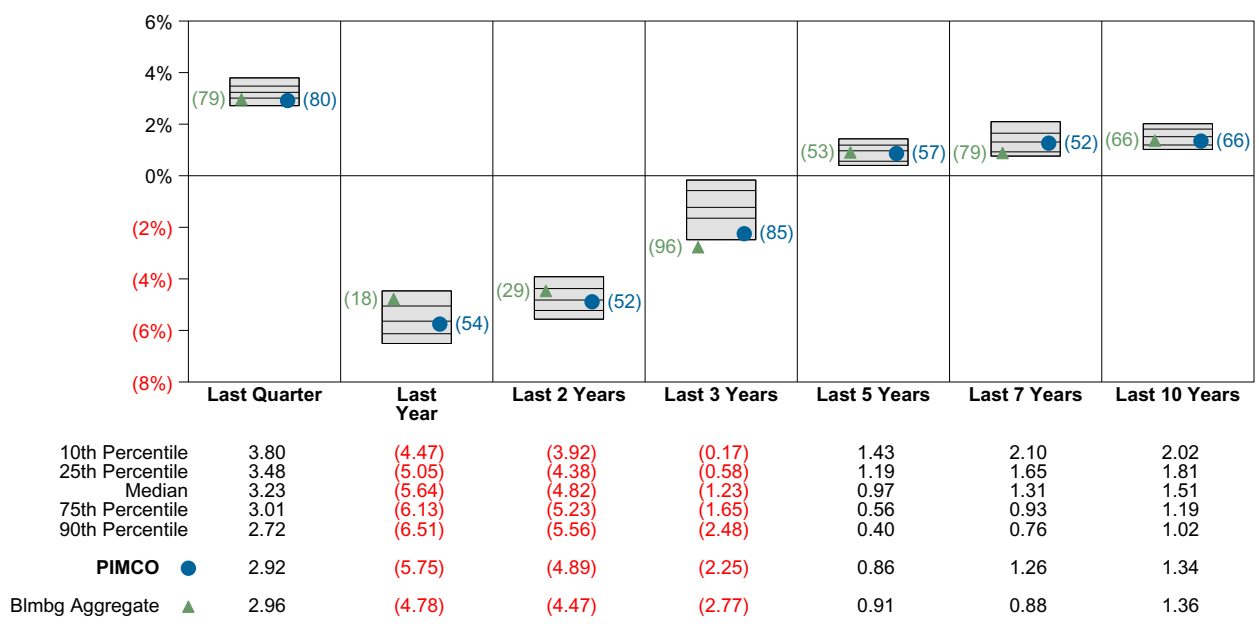 6%
4%
2%
0%
(2%)
(4%)
(6%)
(8%)
(79) (80)
(18) (54)
(29) (52)
(96) (85)
(53) (57)
(79) (52)
(66) (66)
Last Quarter Last Year Last 2 Years Last 3 Years Last 5 Years Last 7 Years Last 10 Years
10th Percentile 3.80 (4.47) (3.92) (0.17) 1.43 2.10 2.02
25th Percentile 3.48 (5.05) (4.38) (0.58) 1.19 1.65 1.81
Median 3.23 (5.64) (4.82) (1.23) 0.97 1.31 1.51
75th Percentile 3.01 (6.13) (5.23) (1.65) 0.56 0.93 1.19
90th Percentile 2.72 (6.51) (5.56) (2.48) 0.40 0.76 1.02
PIMCO 2.92 (5.75) (4.89) (2.25) 0.86 1.26 1.34
Blmbg Aggregate 2.96 (4.78) (4.47) (2.77) 0.91 0.88 1.36